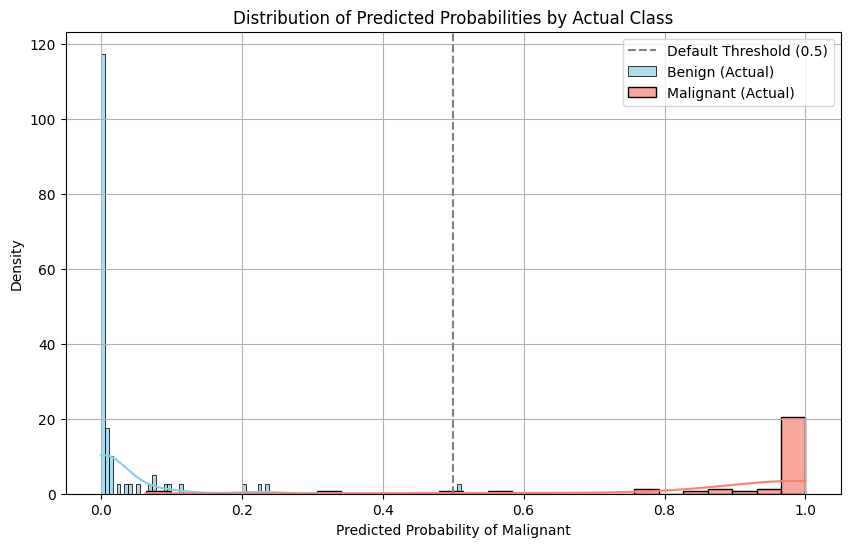 Distribution of Predicted Probabilities by Actual Class
Default Threshold (0.5)
Benign (Actual)
Malignant (Actual)
Density
120
100
80
60
40
20
0
0.0 0.2 0.4 0.6 0.8 1.0
Predicted Probability of Malignant